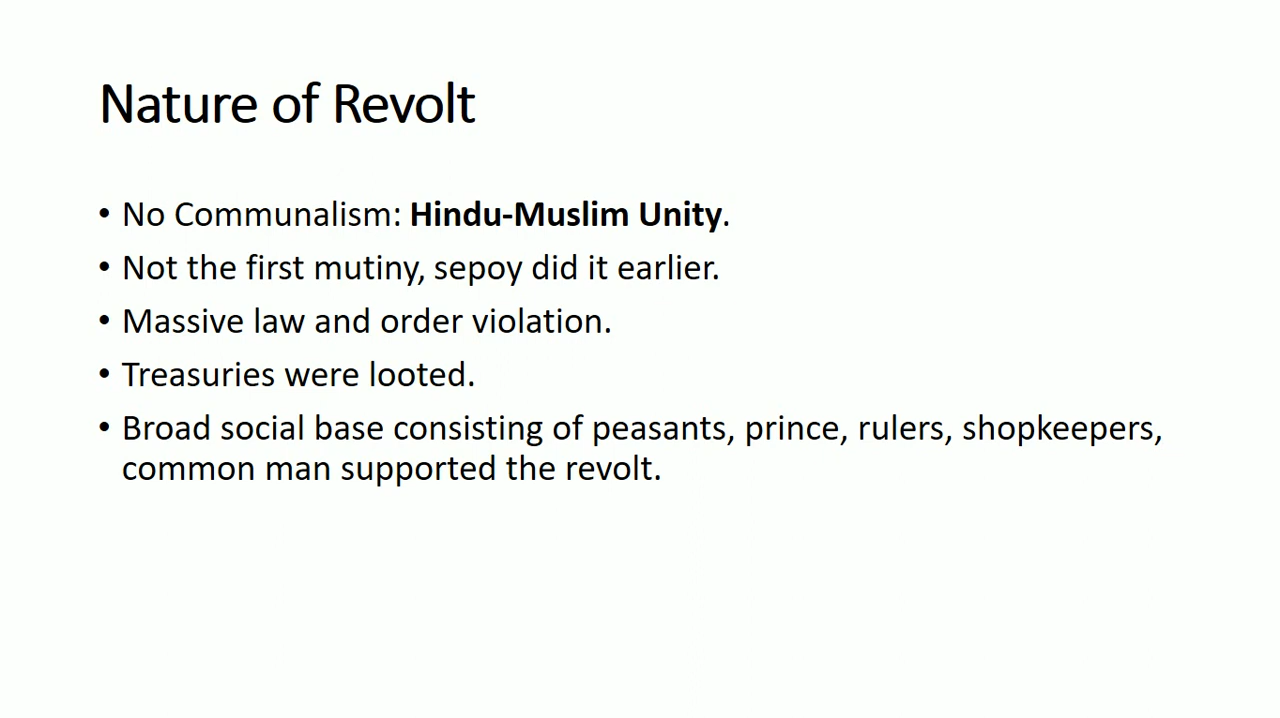 Nature of Revolt
• No Communalism: Hindu-Muslim Unity.
• Not the first mutiny, sepoy did it earlier.
• Massive law and order violation.
• Treasuries were looted.
• Broad social base consisting of peasants, prince, rulers, shopkeepers,
common man supported the revolt.